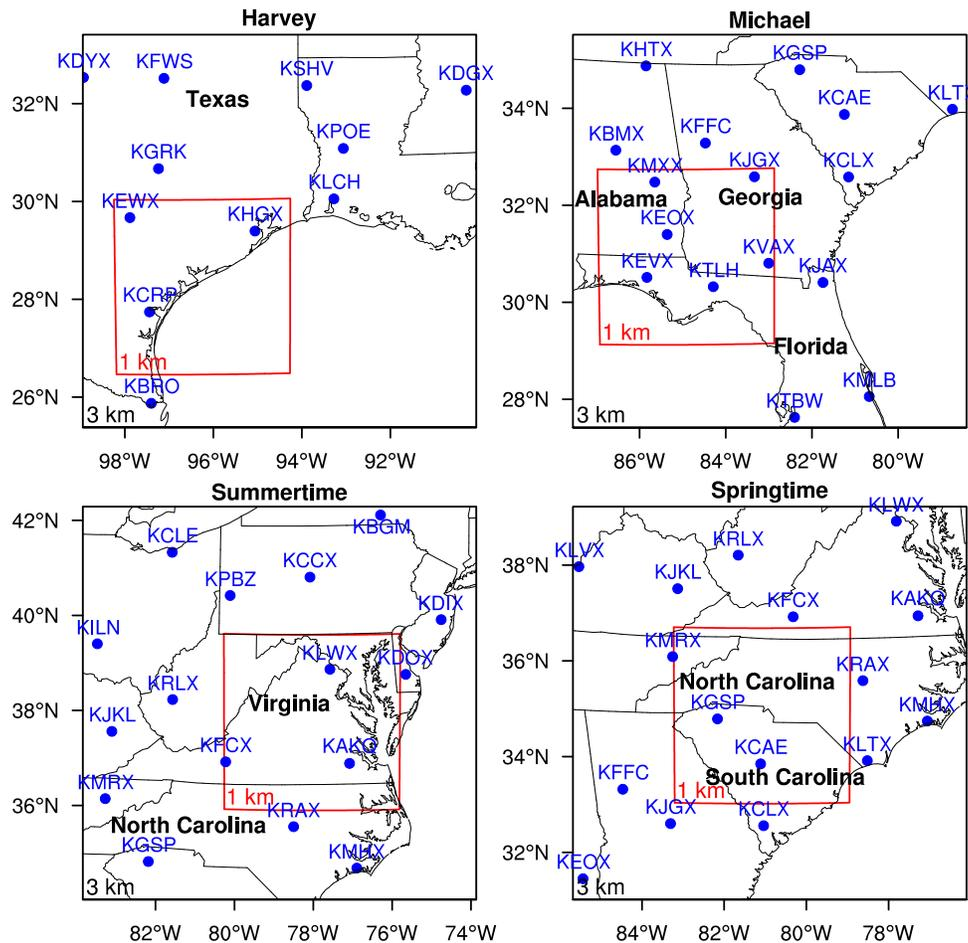 Harvey
KDYX KFWS KSHV KDGX
32°N Texas
KPOE
KGRK
KLCH
30°N KEWX KHGX
28°N KCRP
1 km
KBRO
26°N 3 km
98°W 96°W 94°W 92°W
Michael
KHTX KGSP
KCAE KLT
34°N KFFC
KBMX
KMXX KJGX KCLX
32°N Alabama Georgia
KEOX
KVAX
KEVX KTLH KJAX
30°N
1 km Florida
KMLB
28°N KTBW
3 km
86°W 84°W 82°W 80°W
Summertime
42°N KBGM
KCLE
KCCX
KPBZ
40°N KDIX
KILN
KLWX KDOX
KRLX
38°N Virginia
KJKL
KFCX KAKQ
KMRX 1 km
36°N KRAX
North Carolina
KGSP KMHX
3 km
82°W 80°W 78°W 76°W 74°W
Springtime
KLWX
KRLX
38°N KLVX
KJKL
KFCX KAKQ
KMRX
36°N KRAX
North Carolina
KGSP KMHX
34°N KCAE KLTX
KFFC South Carolina
1 km
KJGX KCLX
32°N
KEOX
3 km
84°W 82°W 80°W 78°W